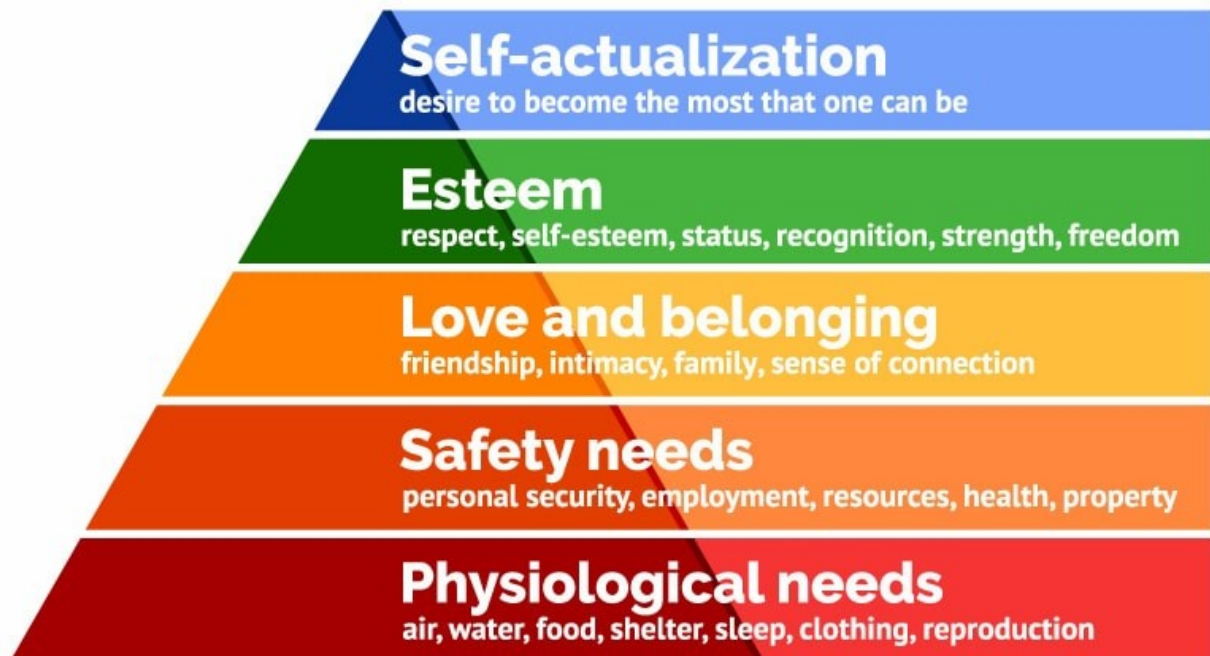 Self-actualization
desire to become the most that one can be
Esteem
respect, self-esteem, status, recognition, strength, freedom
Love and belonging
friendship, intimacy, family, sense of connection
Safety needs
personal security, employment, resources, health, property
Physiological needs
air, water, food, shelter, sleep, clothing, reproduction